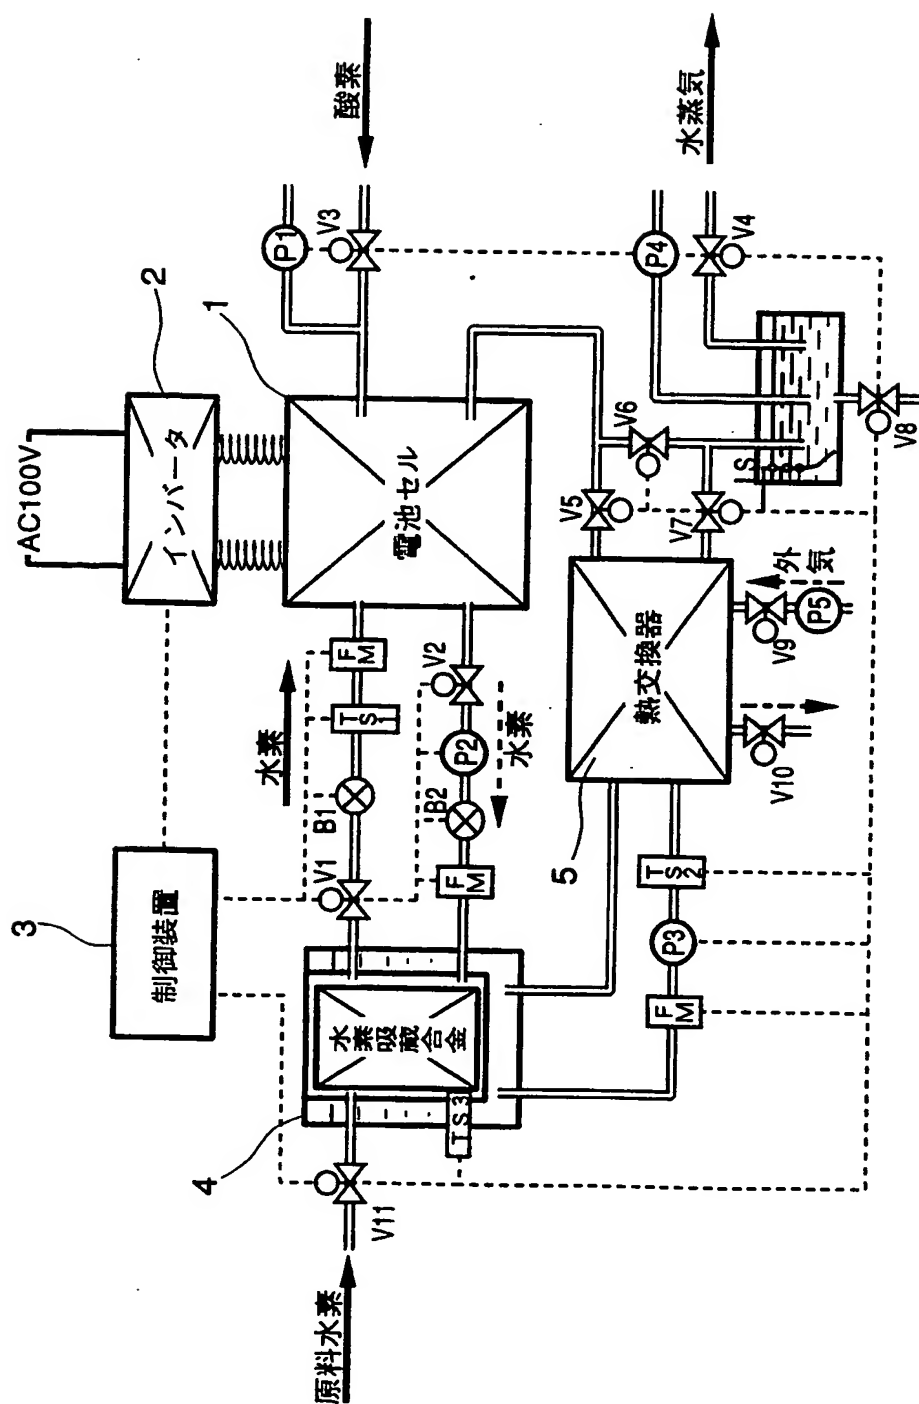 AC100V
2
インバータ
1
電池セル
3
制御装置
酸素
P1
V3
水素
FM
TS1
B1
V1
V2
P2
B2
水素
FM
4
水素吸蔵合金
TS3
V11
原料水素
水蒸気
P4
V4
V6
V5
V7
S
V8
5
熱交換器
外気
V9
P5
V10
TS2
P3
FM